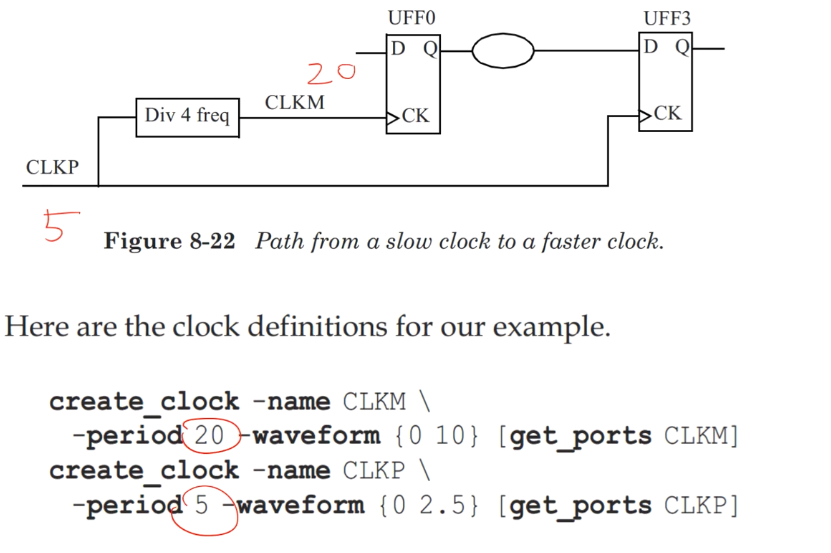 UFF0
UFF3
D Q
D Q
20
CLKM
Div 4 freq
CK
CK
CLKP
5
Figure 8-22 Path from a slow clock to a faster clock.
Here are the clock definitions for our example.
create_clock -name CLKM \
-period 20 -waveform {0 10} [get_ports CLKM]
create_clock -name CLKP \
-period 5 -waveform {0 2.5} [get_ports CLKP]